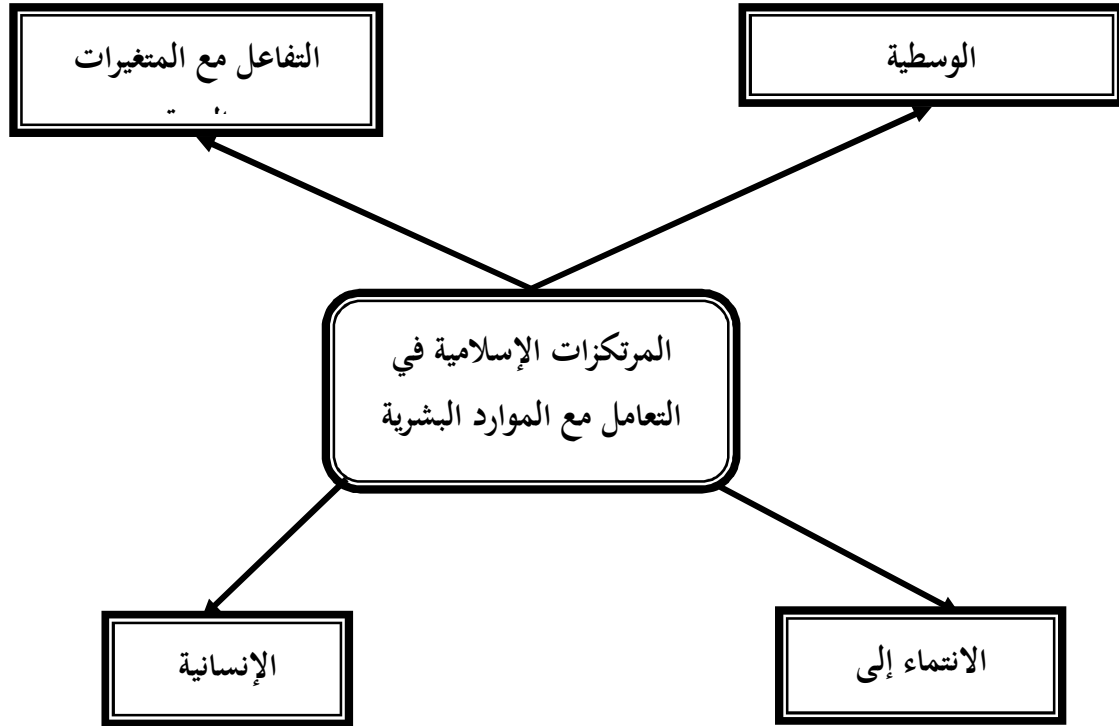 الوسطية
التفاعل مع المتغيرات
المرتكزات الإسلامية في
التعامل مع الموارد البشرية
الانتماء إلى
الإنسانية